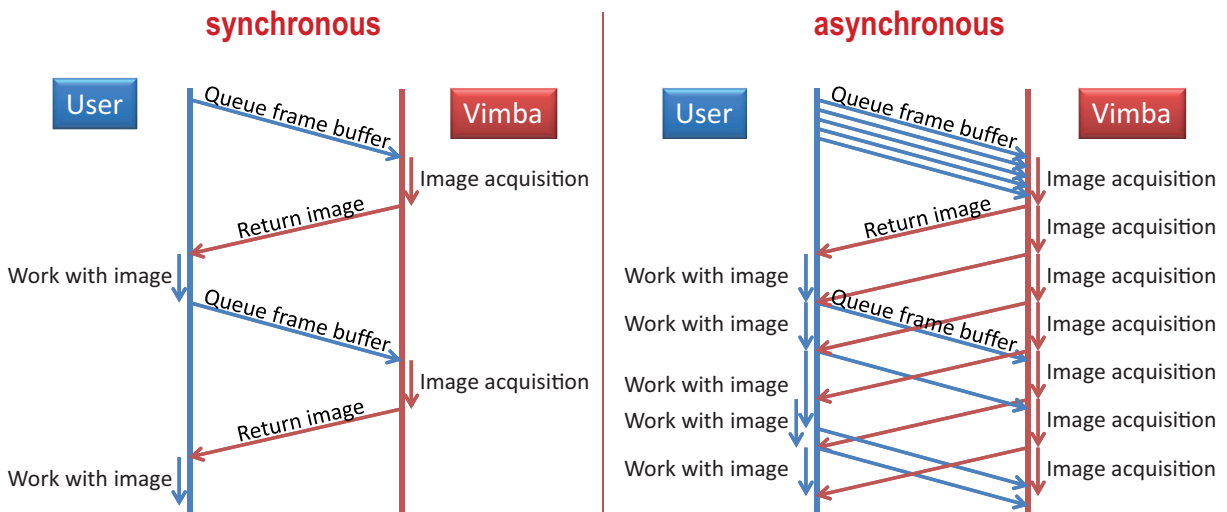 synchronous
User
Vimba
Queue frame buffer
Image acquisition
Return image
Work with image
Queue frame buffer
Image acquisition
Return image
Work with image
asynchronous
User
Vimba
Queue frame buffer
Image acquisition
Return image
Image acquisition
Work with image
Image acquisition
Queue frame buffer
Work with image
Image acquisition
Work with image
Image acquisition
Work with image
Image acquisition
Work with image
Image acquisition